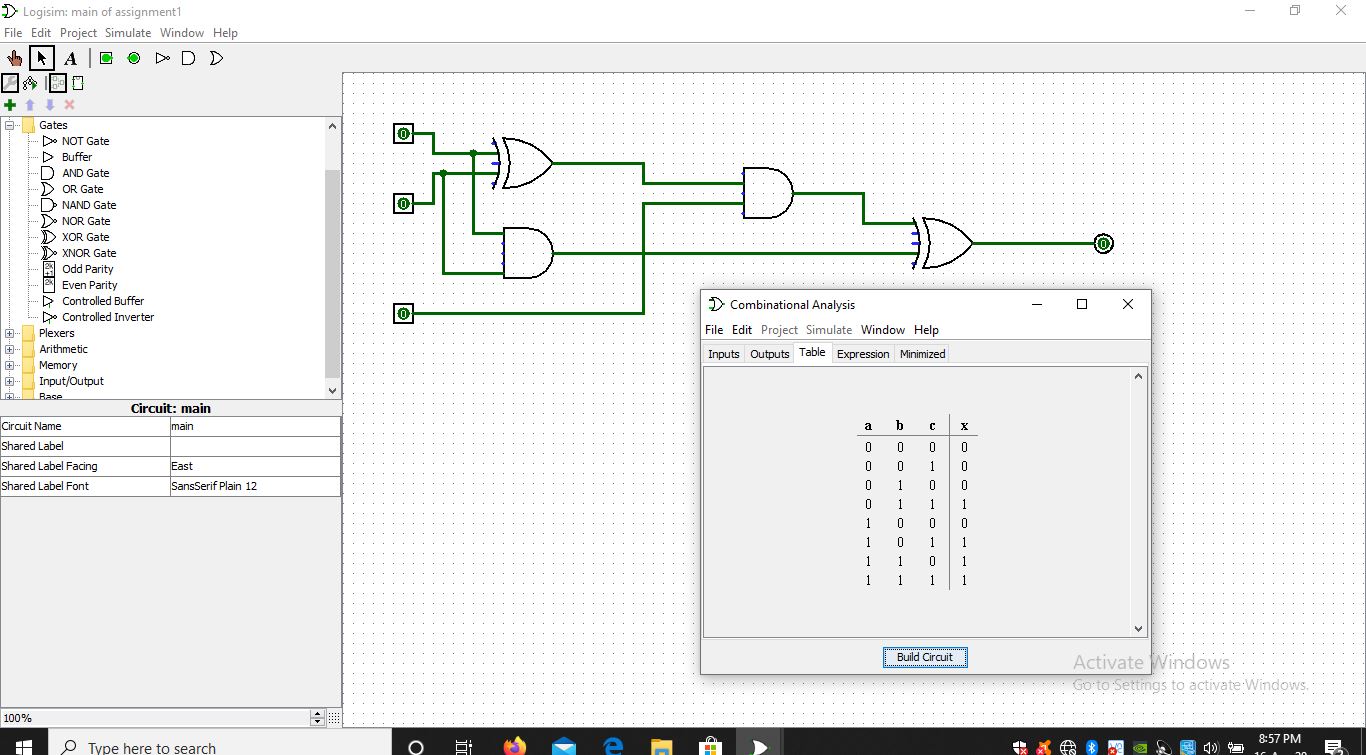 Logisim: main of assignment1
File Edit Project Simulate Window Help
A
Gates
NOT Gate
Buffer
AND Gate
OR Gate
NAND Gate
NOR Gate
XOR Gate
XNOR Gate
2k+1 Odd Parity
2k Even Parity
Controlled Buffer
Controlled Inverter
Plexers
Arithmetic
Memory
Input/Output
Base
Circuit: main
Circuit Name main
Shared Label
Shared Label Facing East
Shared Label Font SansSerif Plain 12
100%
0
0
0
0
Combinational Analysis
File Edit Project Simulate Window Help
Inputs Outputs Table Expression Minimized
a b c x
0 0 0 0
0 0 1 0
0 1 0 0
0 1 1 1
1 0 0 0
1 0 1 1
1 1 0 1
1 1 1 1
Build Circuit
Activate Windows
Go to Settings to activate Windows.
Type here to search
8:57 PM